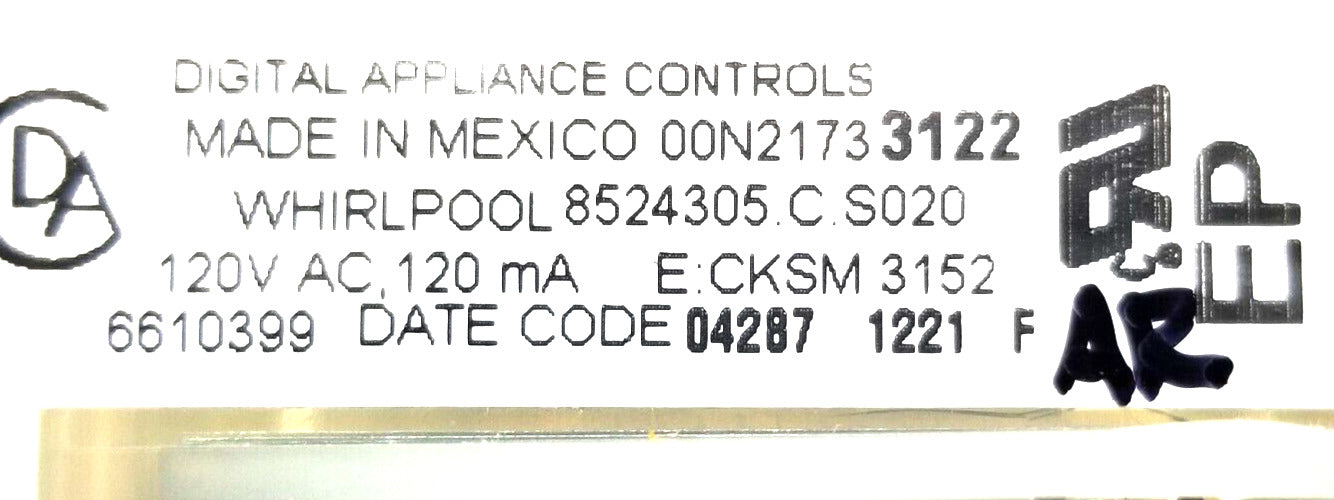 DIGITAL APPLIANCE CONTROLS
DA
MADE IN MEXICO 00N2173 3122
WHIRLPOOL 8524305.C.S020
120V AC, 120 mA E:CKSM 3152
6610399 DATE CODE 04287 1221 F
AR
EP